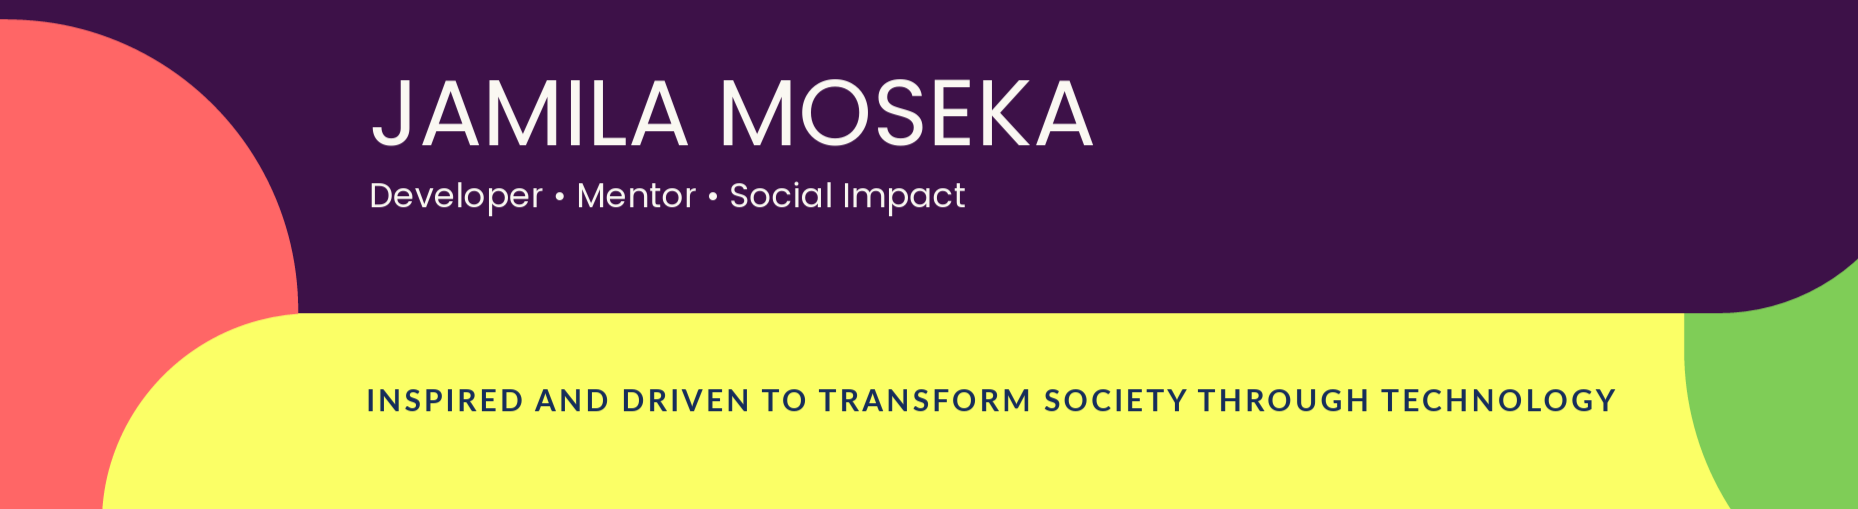 JAMILA MOSEKA
Developer • Mentor • Social Impact
INSPIRED AND DRIVEN TO TRANSFORM SOCIETY THROUGH TECHNOLOGY